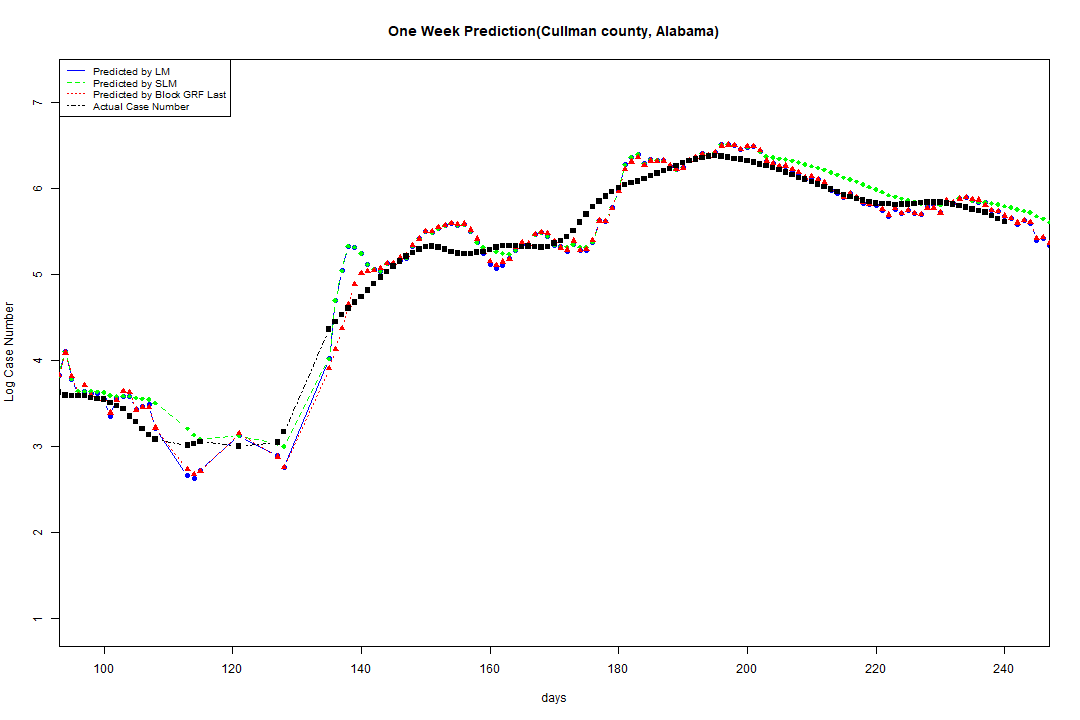 One Week Prediction(Cullman county, Alabama)
Predicted by LM
Predicted by SLM
Predicted by Block GRF Last
Actual Case Number
7
6
5
4
3
2
1
Log Case Number
100 120 140 160 180 200 220 240
days